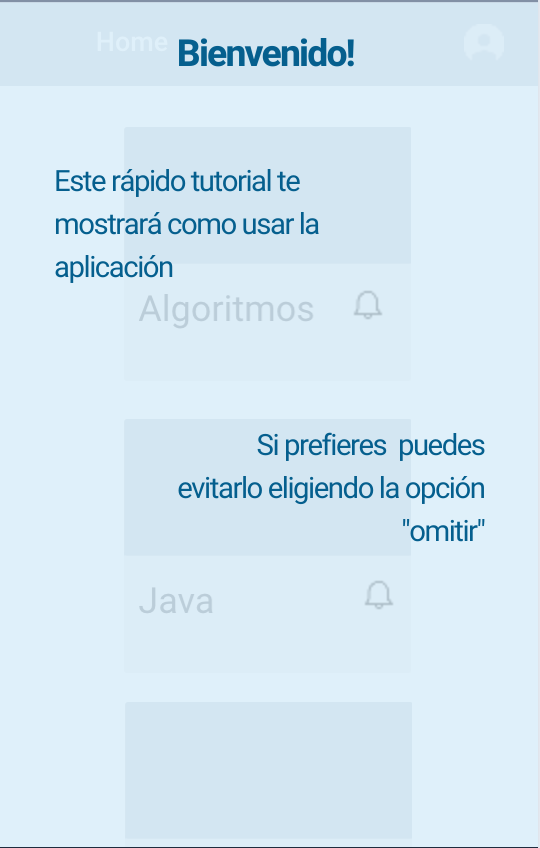 Home
Bienvenido!
Este rápido tutorial te
mostrará como usar la
aplicación
Algoritmos
Si prefieres puedes
evitarlo eligiendo la opción
"omitir"
Java